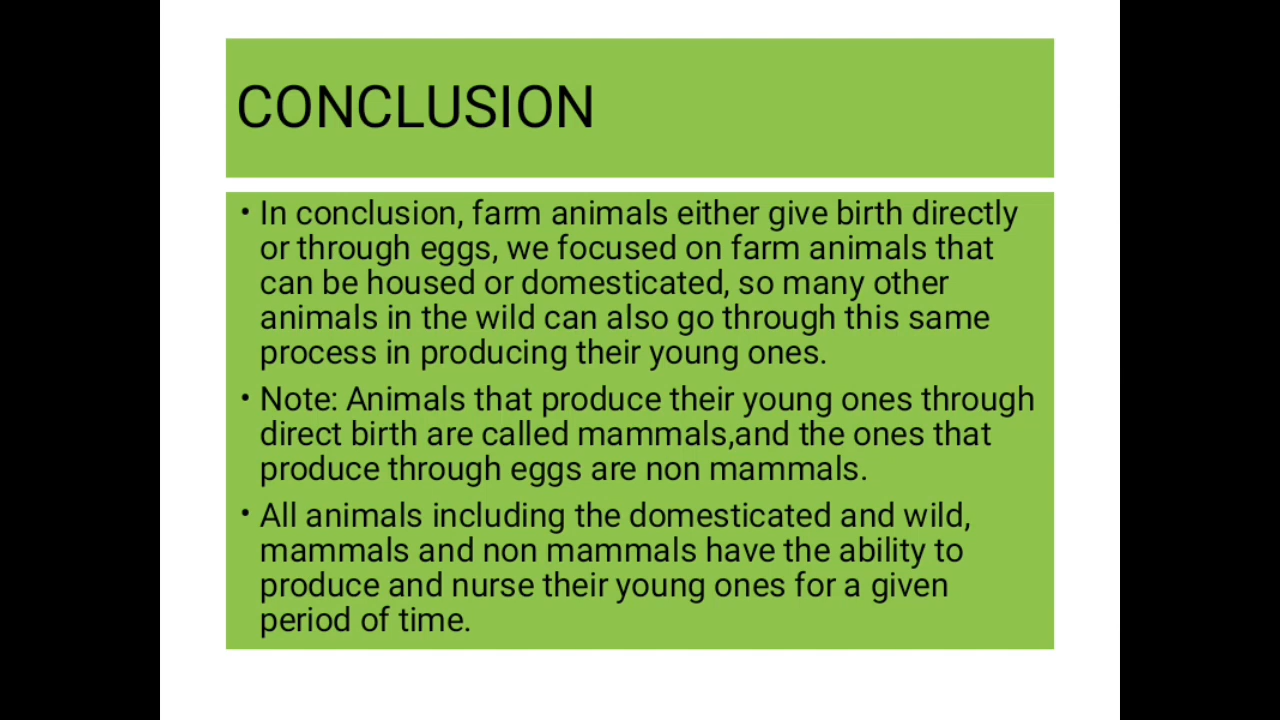 CONCLUSION
• In conclusion, farm animals either give birth directly
or through eggs, we focused on farm animals that
can be housed or domesticated, so many other
animals in the wild can also go through this same
process in producing their young ones.
• Note: Animals that produce their young ones through
direct birth are called mammals,and the ones that
produce through eggs are non mammals.
• All animals including the domesticated and wild,
mammals and non mammals have the ability to
produce and nurse their young ones for a given
period of time.